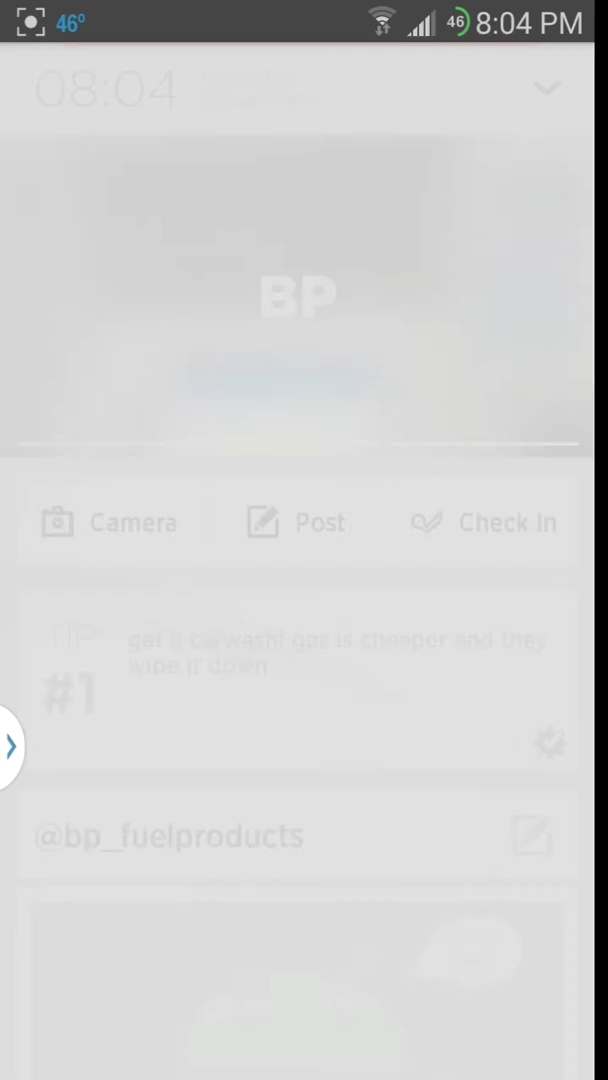 46° 46 8:04 PM
08:04
BP
Camera Post Check In
TIP get a carwash! gas is cheaper and they
#1 wipe it down
@bp_fuelproducts